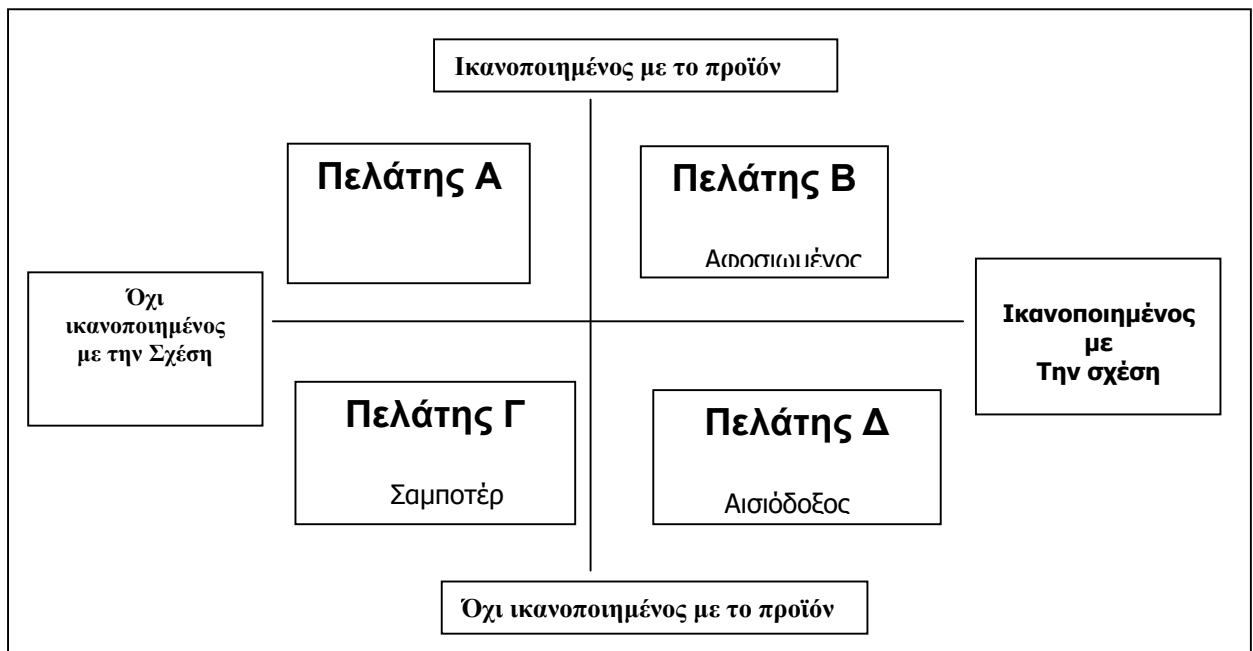 Ικανοποιημένος με το προϊόν
Πελάτης Α
Πελάτης Β
Αφοσιωμένος
Όχι
ικανοποιημένος
με την Σχέση
Ικανοποιημένος
με
Την σχέση
Πελάτης Γ
Σαμποτέρ
Πελάτης Δ
Αισιόδοξος
Όχι ικανοποιημένος με το προϊόν